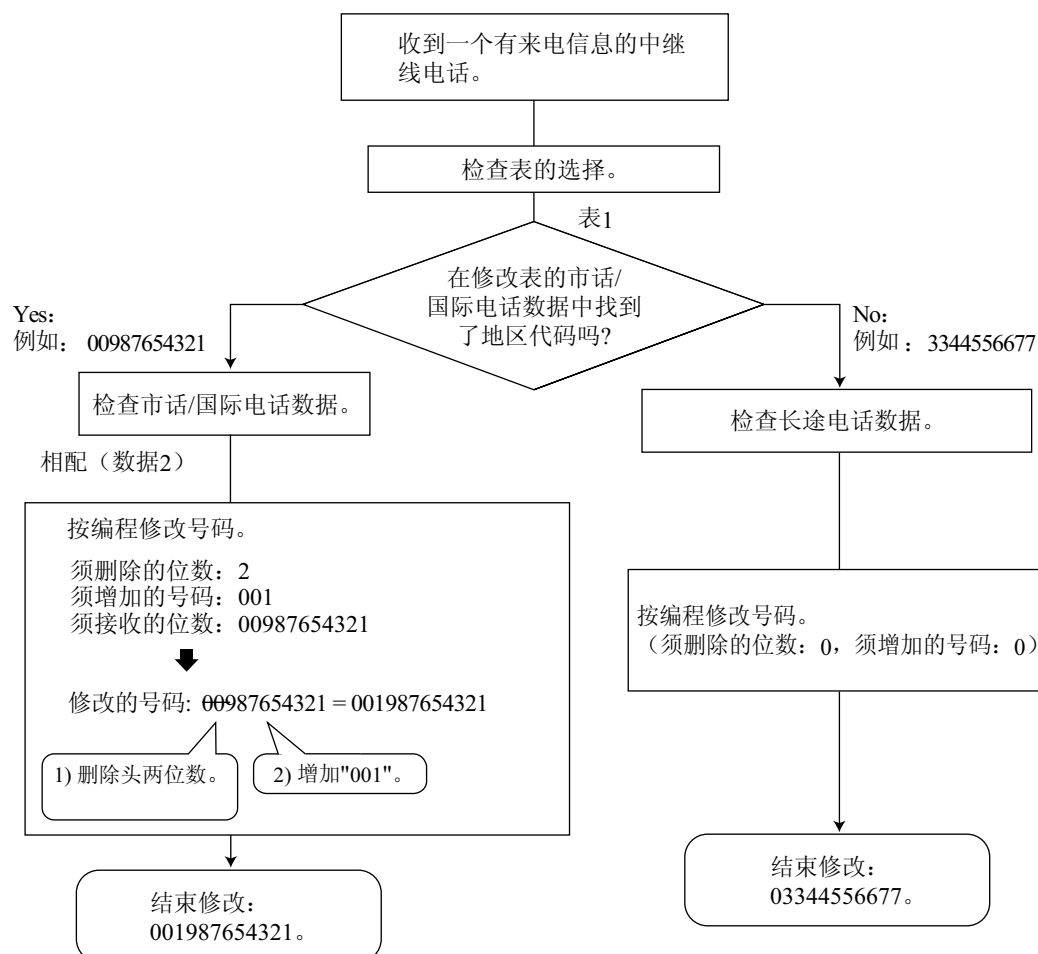 收到一个有来电信息的中继
线电话。
检查表的选择。
表1
在修改表的市话/
国际电话数据中找到
了地区代码吗?
Yes:
例如：00987654321
检查市话/国际电话数据。
相配（数据2）
按编程修改号码。
须删除的位数：2
须增加的号码：001
须接收的位数：00987654321
修改的号码: 00987654321 = 001987654321
1) 删除头两位数。
2) 增加"001"。
结束修改：
001987654321。
No:
例如：3344556677
检查长途电话数据。
按编程修改号码。
（须删除的位数：0，须增加的号码：0）
结束修改：
03344556677。